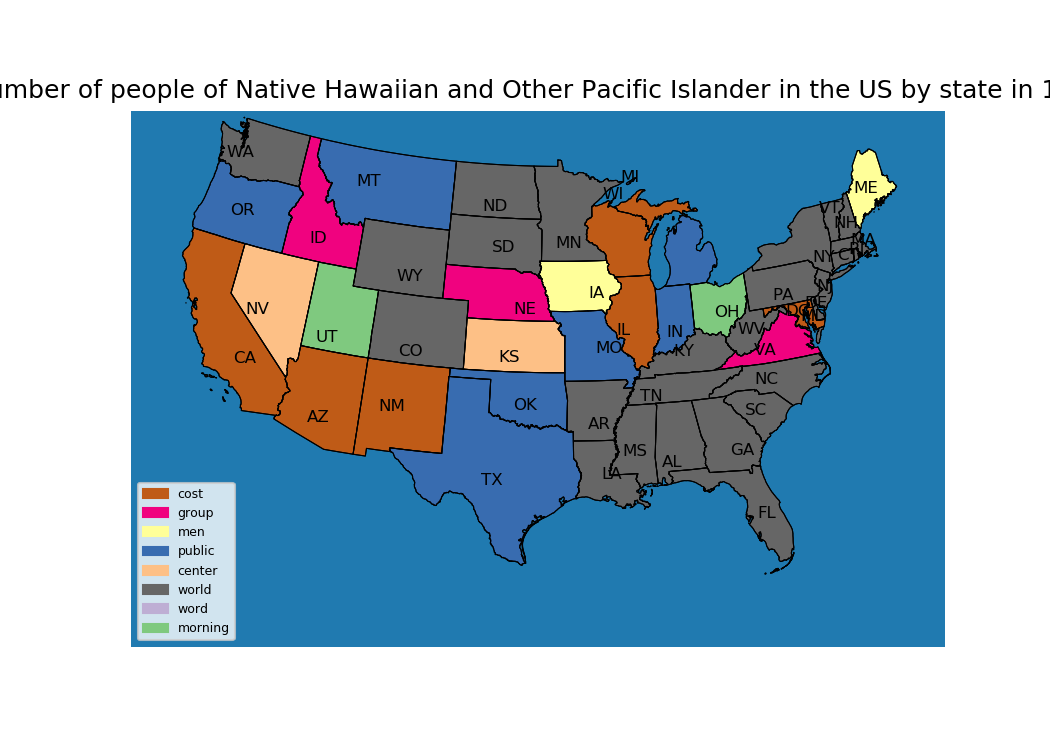 umber of people of Native Hawaiian and Other Pacific Islander in the US by state in 1
WA
MT
ND
MN
WI
MI
ME
VT
NH
MA
CT
NY
OR
ID
SD
WY
NE
IA
PA
OH
NV
UT
CO
KS
MO
IL
IN
KY
WV
VA
CA
AZ
NM
OK
AR
TN
NC
SC
MS
AL
GA
TX
LA
FL
cost
group
men
public
center
world
word
morning